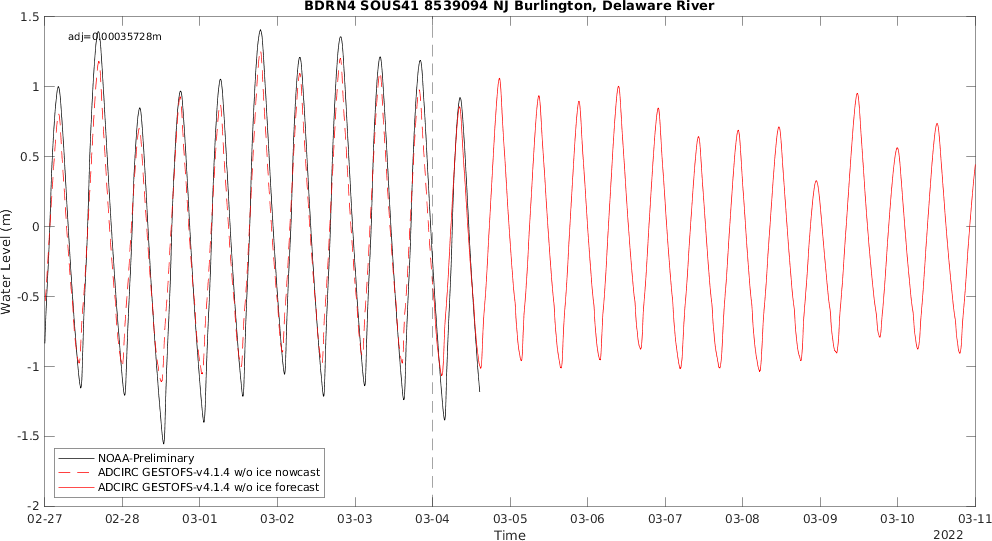 BDRN4 SOUS41 8539094 NJ Burlington, Delaware River
adj=0.00035728m
1.5
1
0.5
0
-0.5
-1
-1.5
-2
Water Level (m)
NOAA-Preliminary
ADCIRC GESTOFS-v4.1.4 w/o ice nowcast
ADCIRC GESTOFS-v4.1.4 w/o ice forecast
02-27 02-28 03-01 03-02 03-03 03-04 03-05 03-06 03-07 03-08 03-09 03-10 03-11
Time
2022